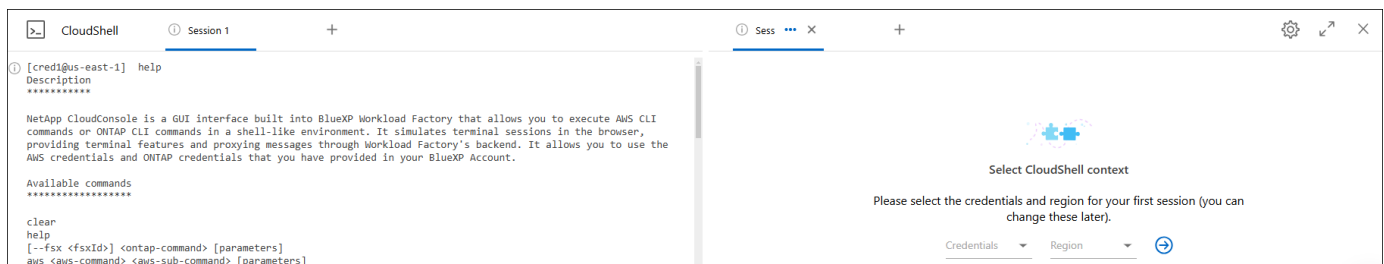 CloudShell
Session 1
+
Sess ••• ×
+
[cred1@us-east-1] help
Description
***********
NetApp CloudConsole is a GUI interface built into BlueXP Workload Factory that allows you to execute AWS CLI
commands or ONTAP CLI commands in a shell-like environment. It simulates terminal sessions in the browser,
providing terminal features and proxying messages through Workload Factory's backend. It allows you to use the
AWS credentials and ONTAP credentials that you have provided in your BlueXP Account.
Available commands
******************
clear
help
[--fsx <fsxId>] <ontap-command> [parameters]
aws <aws-command> <aws-sub-command> [parameters]
Select CloudShell context
Please select the credentials and region for your first session (you can
change these later).
Credentials
Region